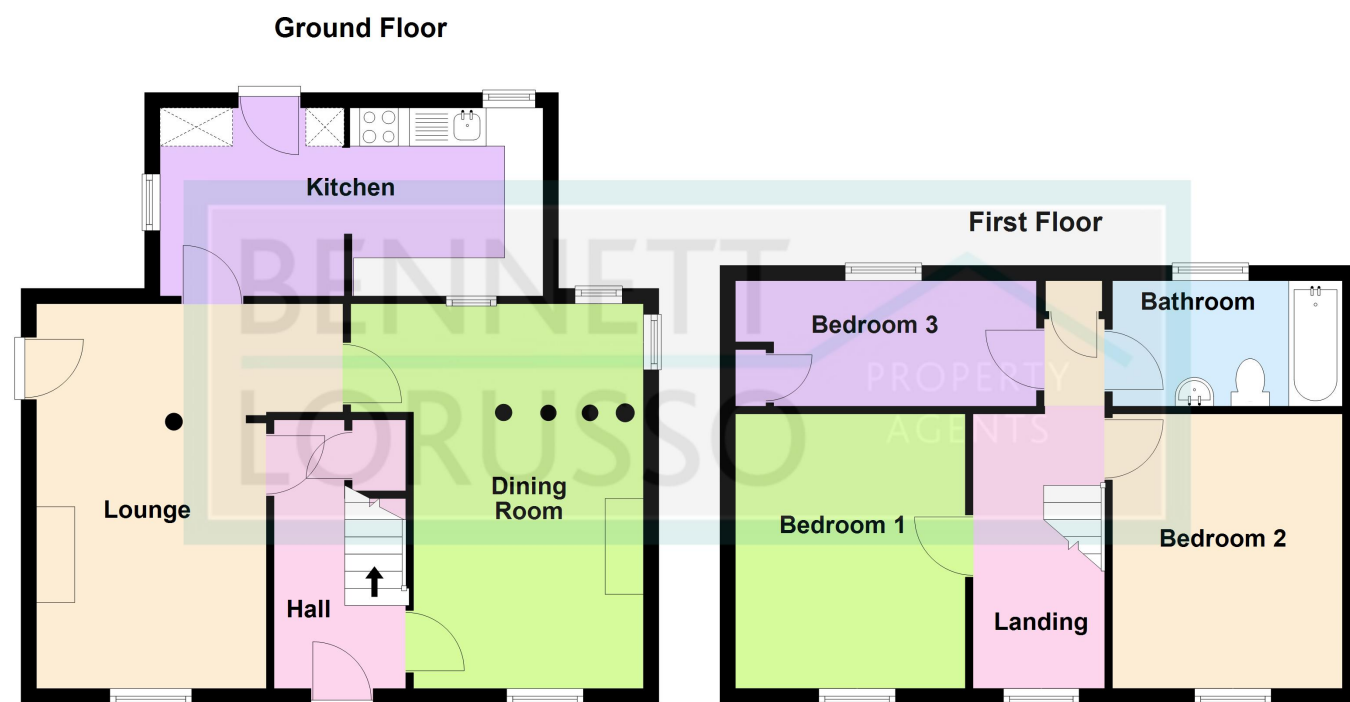 Ground Floor
Kitchen
First Floor
Bedroom 3
Bathroom
BENNETT
LORUSSO
PROPERTY
AGENTS
Lounge
Dining
Room
Bedroom 1
Bedroom 2
Hall
Landing